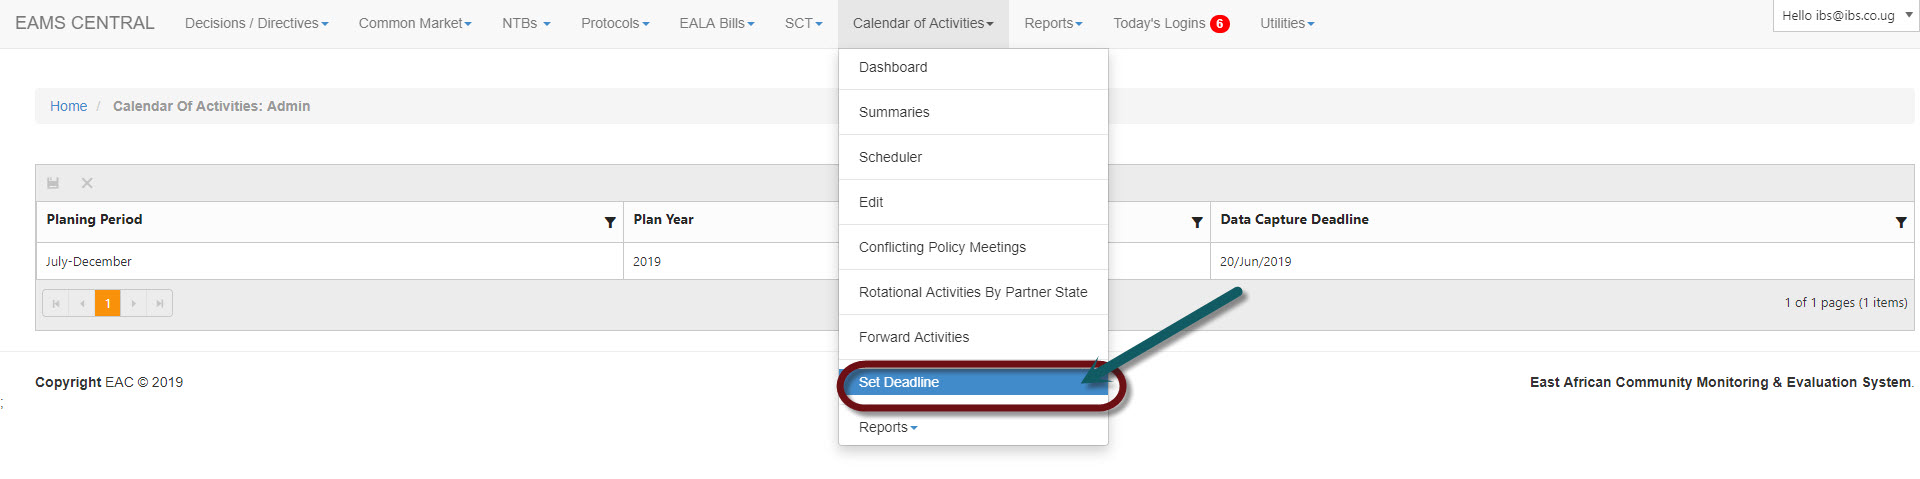 EAMS CENTRAL Decisions / Directives Common Market NTBs Protocols EALA Bills SCT Calendar of Activities Reports Today's Logins 6 Utilities Hello ibs@ibs.co.ug
Dashboard
Summaries
Scheduler
Edit
Conflicting Policy Meetings
Rotational Activities By Partner State
Forward Activities
Set Deadline
Reports
Home / Calendar Of Activities: Admin
Planing Period Plan Year Data Capture Deadline
July-December 2019 20/Jun/2019
1 1 of 1 pages (1 items)
Copyright EAC © 2019 East African Community Monitoring & Evaluation System.
;